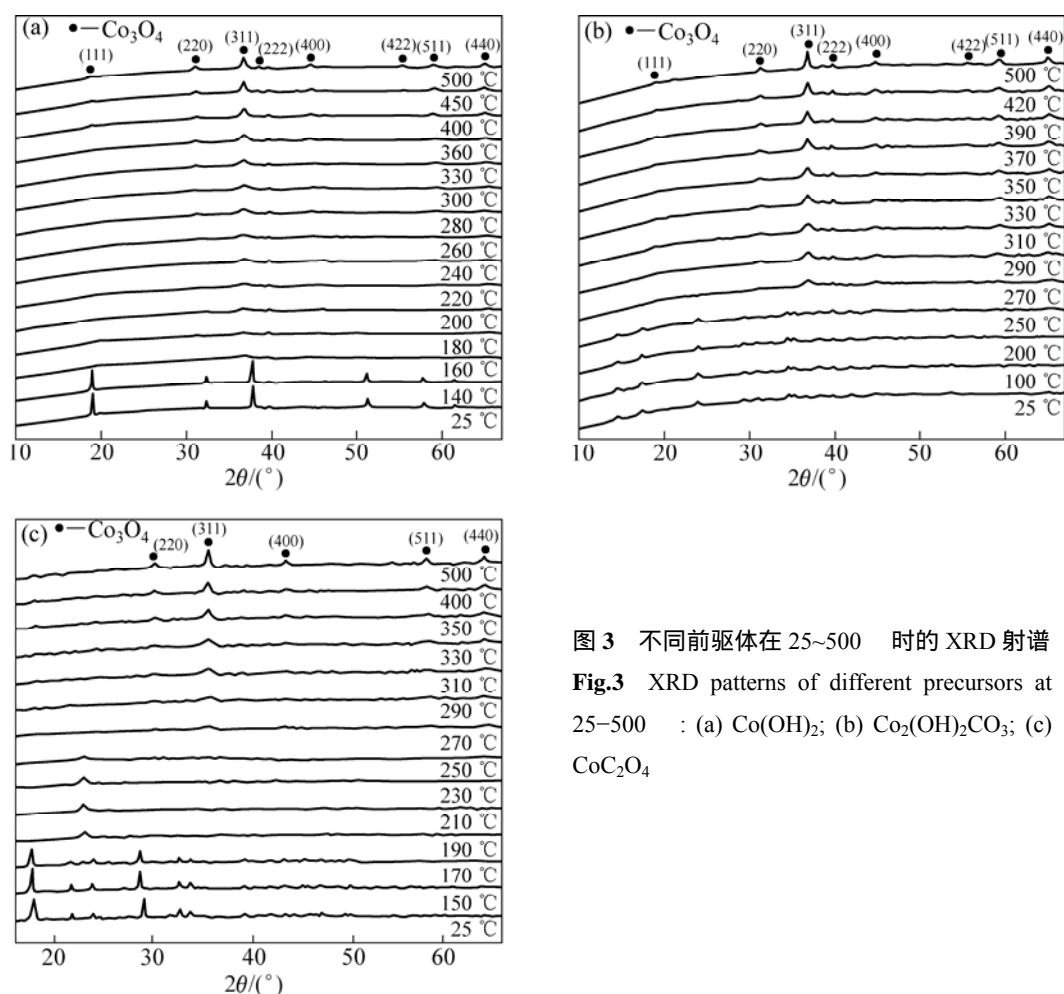 (a) ●—Co₃O₄
(111) (220) (311) (222) (400) (422) (511) (440)
500 ℃
450 ℃
400 ℃
360 ℃
330 ℃
300 ℃
280 ℃
260 ℃
240 ℃
220 ℃
200 ℃
180 ℃
160 ℃
140 ℃
25 ℃
10 20 30 40 50 60
2θ/(°)
(b) ●—Co₃O₄
(111) (220) (311) (222) (400) (422) (511) (440)
500 ℃
420 ℃
390 ℃
370 ℃
350 ℃
330 ℃
310 ℃
290 ℃
270 ℃
250 ℃
200 ℃
100 ℃
25 ℃
10 20 30 40 50 60
2θ/(°)
(c) ●—Co₃O₄
(220) (311) (400) (511) (440)
500 ℃
400 ℃
350 ℃
330 ℃
310 ℃
290 ℃
270 ℃
250 ℃
230 ℃
210 ℃
190 ℃
170 ℃
150 ℃
25 ℃
20 30 40 50 60
2θ/(°)
图 3 不同前驱体在 25~500 时的 XRD 射谱
Fig.3 XRD patterns of different precursors at
25−500 : (a) Co(OH)₂; (b) Co₂(OH)₂CO₃; (c)
CoC₂O₄